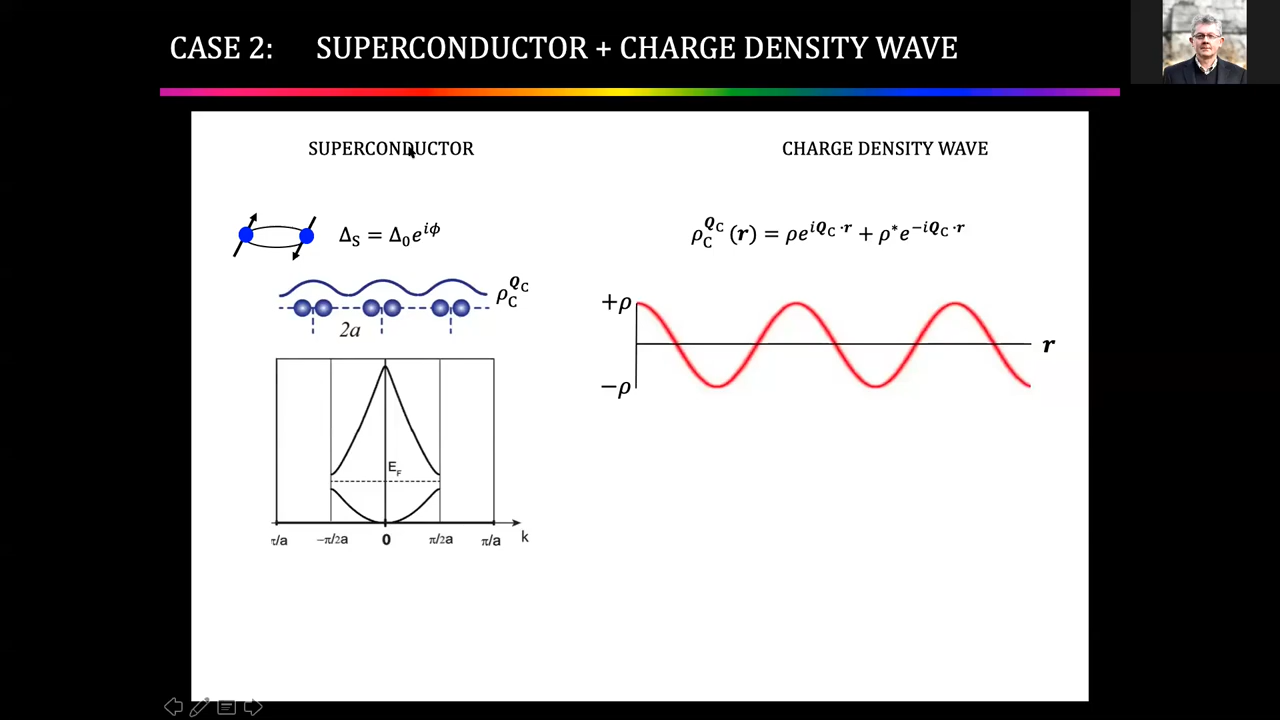 CASE 2: SUPERCONDUCTOR + CHARGE DENSITY WAVE
SUPERCONDUCTOR
CHARGE DENSITY WAVE
Δ_S = Δ_0 e^{iϕ}
ρ_C^{Q_C}(r) = ρe^{iQ_C·r} + ρ*e^{-iQ_C·r}
ρ_C^{Q_C}
2a
+ρ
r
−ρ
E_F
π/a −π/2a 0 π/2a π/a k